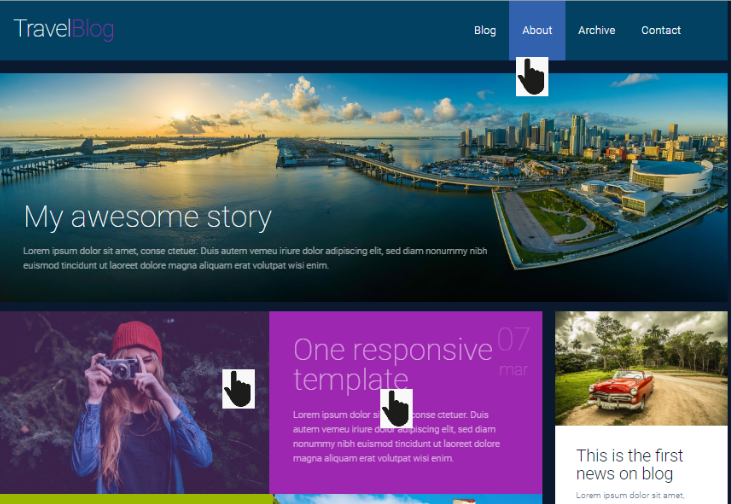 TravelBlog
Blog
About
Archive
Contact
My awesome story
Lorem ipsum dolor sit amet, conse ctetuer. Duis autem vemeu iriure dolor adipiscing elit, sed diam nonummy nibh
euismod tincidunt ut laoreet dolore magna aliquam erat volutpat wisi enim.
One responsive
template
07
mar
Lorem ipsum dolor si conse ctetuer. Duis
autem vemeu iriure dolor adipiscing elit, sed diam
nonummy nibh euismod tincidunt ut laoreet dolore
magna aliquam erat volutpat wisi enim.
This is the first
news on blog
Lorem ipsum dolor sit amet,